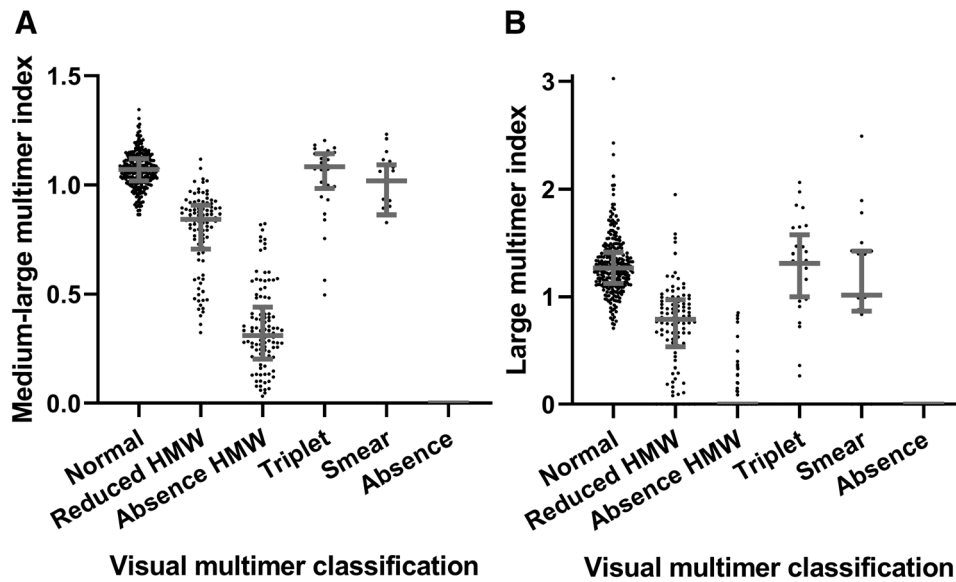 A
Medium-large multimer index
1.5
1.0
0.5
0.0
Normal
Reduced HMW
Absence HMW
Triplet
Smear
Absence
Visual multimer classification
B
Large multimer index
3
2
1
0
Normal
Reduced HMW
Absence HMW
Triplet
Smear
Absence
Visual multimer classification